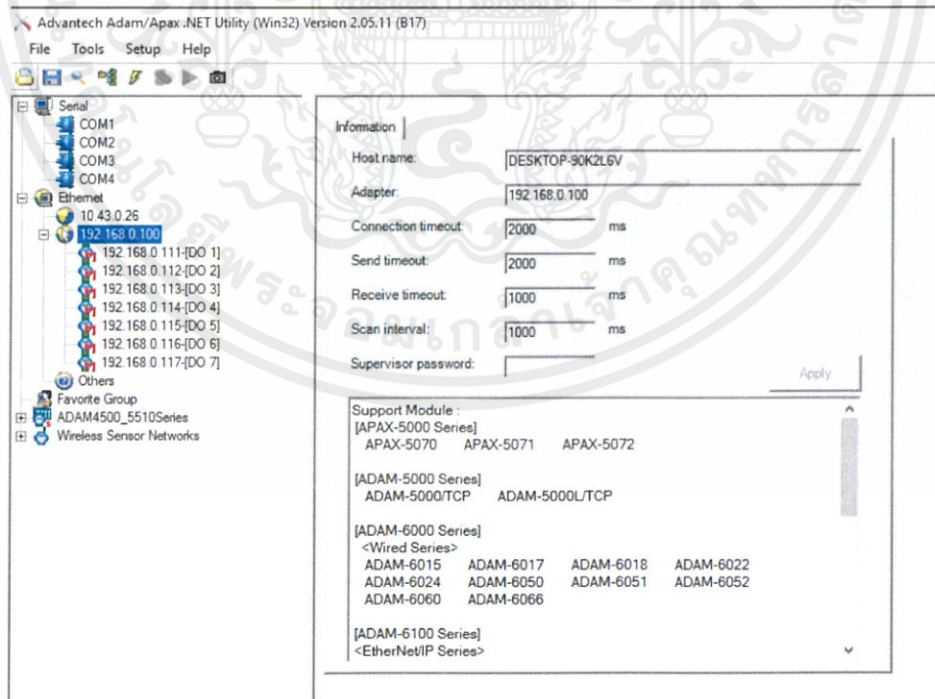 Advantech Adam/Apax .NET Utility (Win32) Version 2.05.11 (B17)
File Tools Setup Help
Serial
COM1
COM2
COM3
COM4
Ethernet
10.43.0.26
192.168.0.100
192.168.0.111-[DO 1]
192.168.0.112-[DO 2]
192.168.0.113-[DO 3]
192.168.0.114-[DO 4]
192.168.0.115-[DO 5]
192.168.0.116-[DO 6]
192.168.0.117-[DO 7]
Others
Favorite Group
ADAM4500_5510Series
Wireless Sensor Networks
Information
Host name: DESKTOP-90K2L6V
Adapter: 192.168.0.100
Connection timeout: 2000 ms
Send timeout: 2000 ms
Receive timeout: 1000 ms
Scan interval: 1000 ms
Supervisor password:
Apply
Support Module :
[APAX-5000 Series]
APAX-5070 APAX-5071 APAX-5072
[ADAM-5000 Series]
ADAM-5000/TCP ADAM-5000L/TCP
[ADAM-6000 Series]
<Wired Series>
ADAM-6015 ADAM-6017 ADAM-6018 ADAM-6022
ADAM-6024 ADAM-6050 ADAM-6051 ADAM-6052
ADAM-6060 ADAM-6066
[ADAM-6100 Series]
<EtherNet/IP Series>